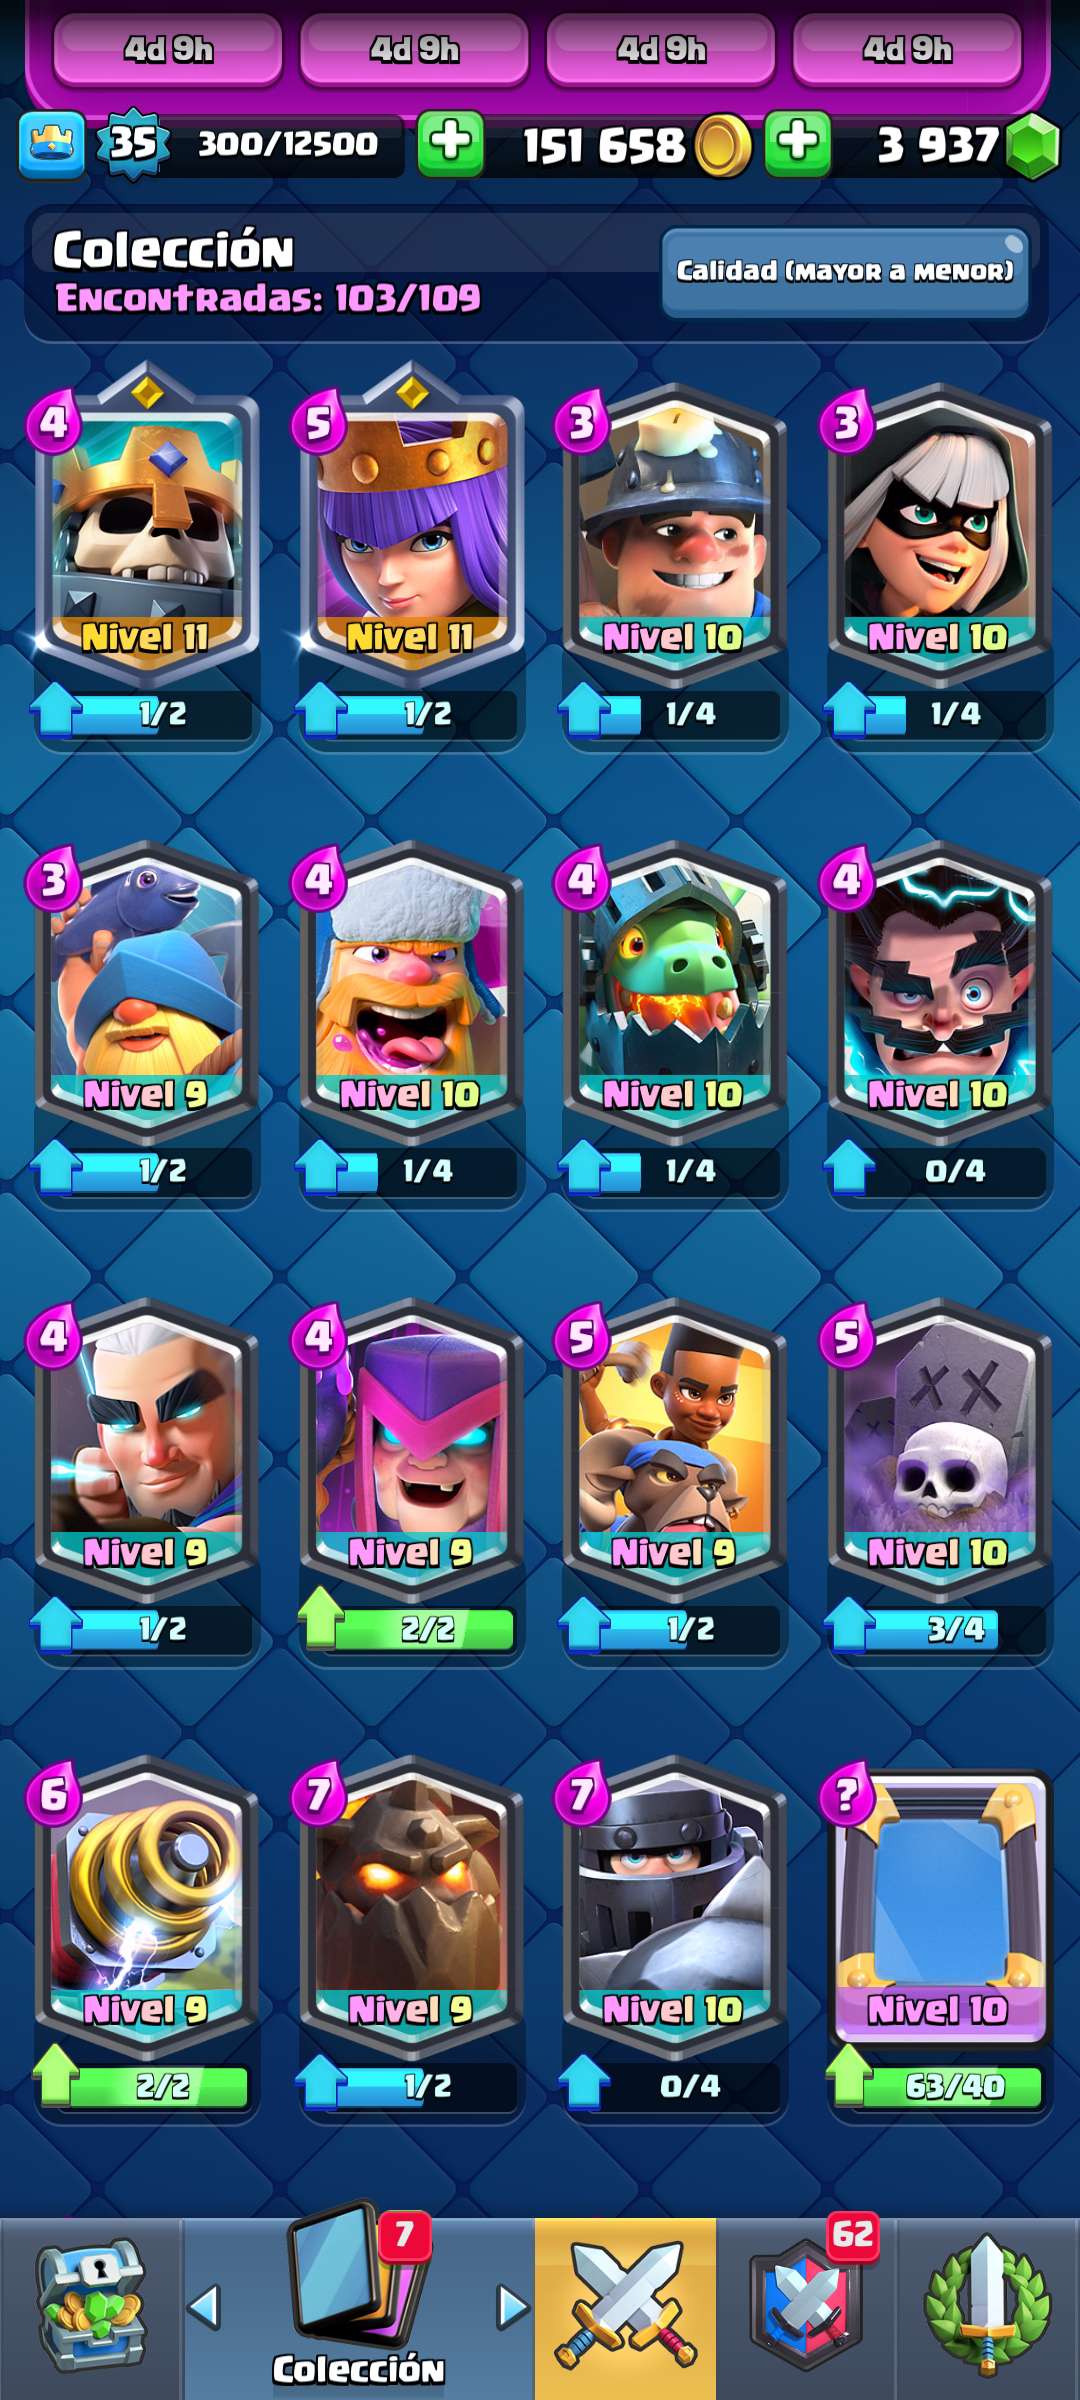 4d 9h 4d 9h 4d 9h 4d 9h
35 300/12500 151 658 3 937
Colección
Encontradas: 103/109
Calidad (mayor a menor)
4 5 3 3
Nivel 11 Nivel 11 Nivel 10 Nivel 10
1/2 1/2 1/4 1/4
3 4 4 4
Nivel 9 Nivel 10 Nivel 10 Nivel 10
1/2 1/4 1/4 0/4
4 4 5 5
XX
Nivel 9 Nivel 9 Nivel 9 Nivel 10
1/2 2/2 1/2 3/4
6 7 7 ?
Nivel 9 Nivel 9 Nivel 10 Nivel 10
2/2 1/2 0/4 63/40
7 62
Colección